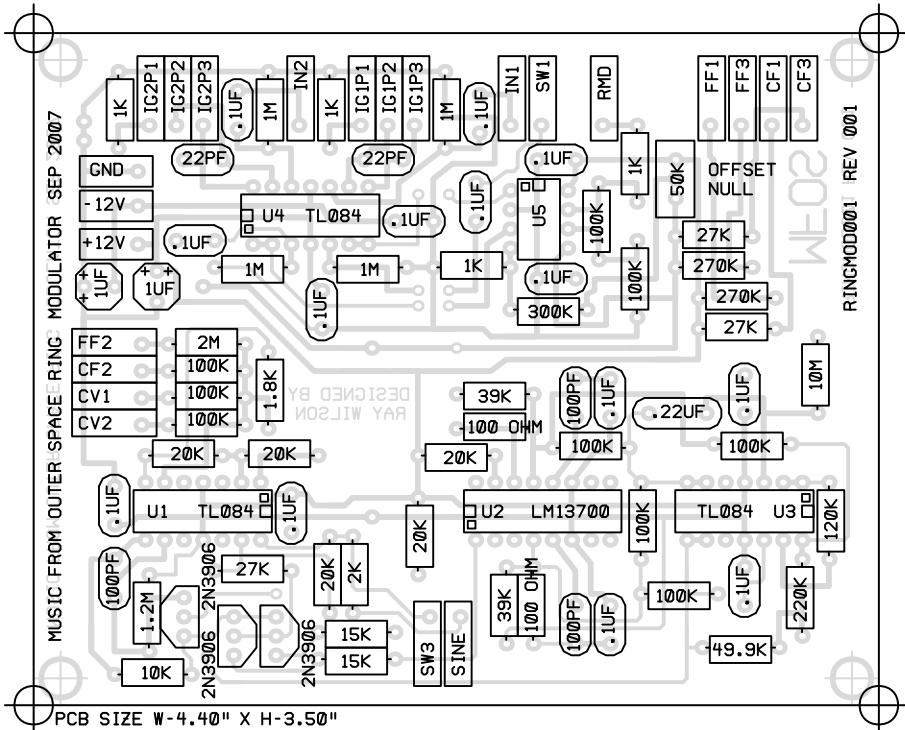 1K
IG2P1
IG2P2
IG2P3
.1UF
1M
IN2
1K
IG1P1
IG1P2
IG1P3
1M
.1UF
IN1
SW1
RMD
FF1
FF3
CF1
CF3
22PF
22PF
.1UF
1K
50K
OFFSET
NULL
GND
-12V
+12V
.1UF
U4 TL084
.1UF
.1UF
U5
100K
27K
270K
270K
27K
1UF
1UF
1M
1M
.1UF
1K
.1UF
300K
100K
MFOS
FF2
CF2
CV1
CV2
2M
100K
100K
100K
1.8K
DESIGNED BY
RAY WILSON
39K
100 OHM
100PF
.1UF
.22UF
.1UF
10M
20K
20K
20K
100K
100K
.1UF
U1 TL084
.1UF
20K
U2 LM13700
100K
TL084 U3
120K
100PF
1.2M
2N3906
27K
20K
2K
39K
100 OHM
100PF
.1UF
100K
.1UF
220K
2N3906
2N3906
15K
15K
SW3
SINE
49.9K
10K
MUSIC FROM OUTER SPACE RING MODULATOR SEP 2007
RINGMOD001 REV 001
PCB SIZE W-4.40" X H-3.50"